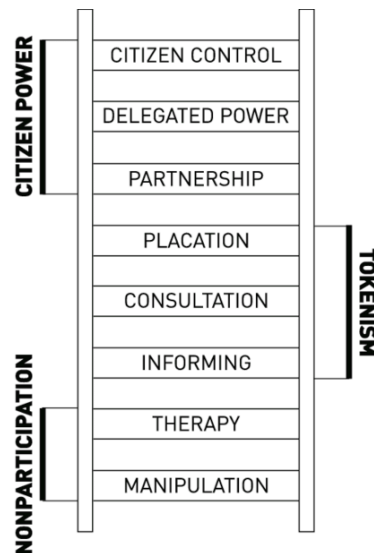 CITIZEN POWER
CITIZEN CONTROL
DELEGATED POWER
PARTNERSHIP
PLACATION
CONSULTATION
INFORMING
TOKENISM
NONPARTICIPATION
THERAPY
MANIPULATION